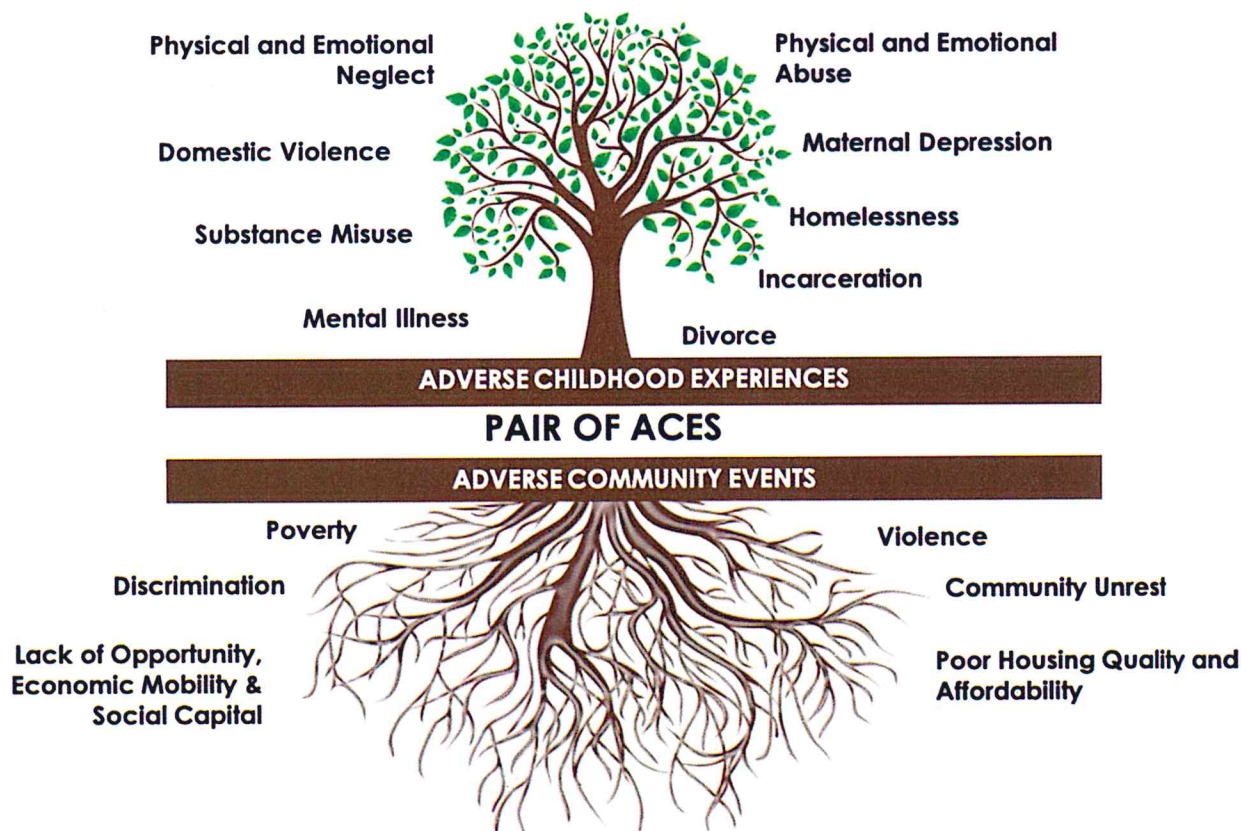 Physical and Emotional
Neglect
Physical and Emotional
Abuse
Domestic Violence
Maternal Depression
Substance Misuse
Homelessness
Incarceration
Mental Illness
Divorce
ADVERSE CHILDHOOD EXPERIENCES
PAIR OF ACES
ADVERSE COMMUNITY EVENTS
Poverty
Violence
Discrimination
Community Unrest
Lack of Opportunity,
Economic Mobility &
Social Capital
Poor Housing Quality and
Affordability